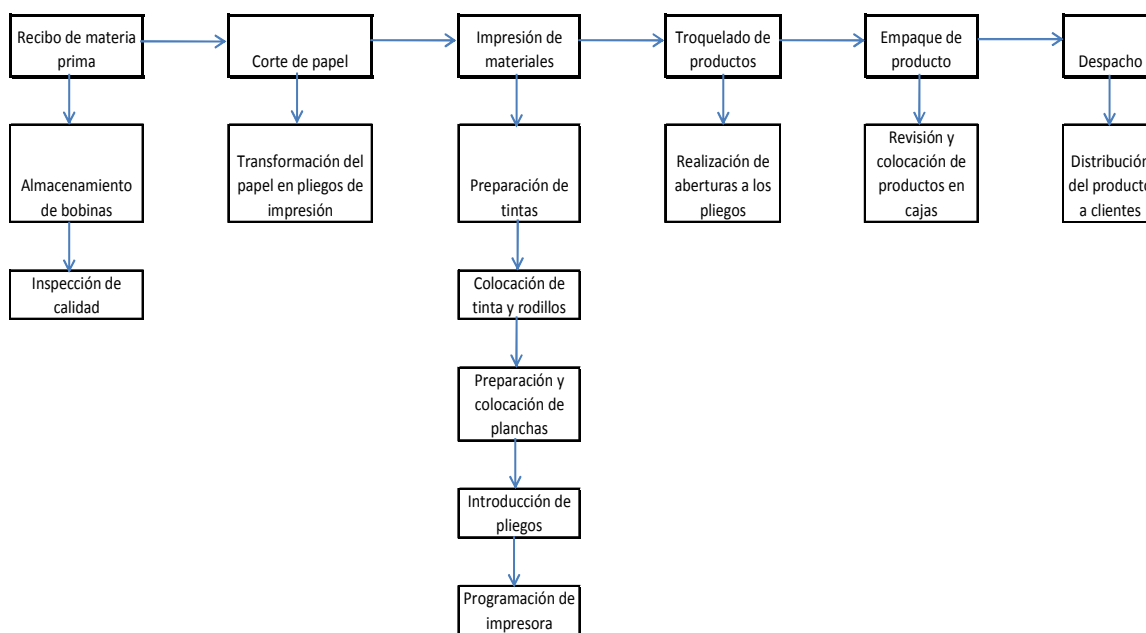 Recibo de materia
prima
Corte de papel
Impresión de
materiales
Troquelado de
productos
Empaque de
producto
Despacho
Almacenamiento
de bobinas
Transformación del
papel en pliegos de
impresión
Preparación de
tintas
Realización de
aberturas a los
pliegos
Revisión y
colocación de
productos en
cajas
Distribución
del producto
a clientes
Inspección de
calidad
Colocación de
tinta y rodillos
Preparación y
colocación de
planchas
Introducción de
pliegos
Programación de
impresora